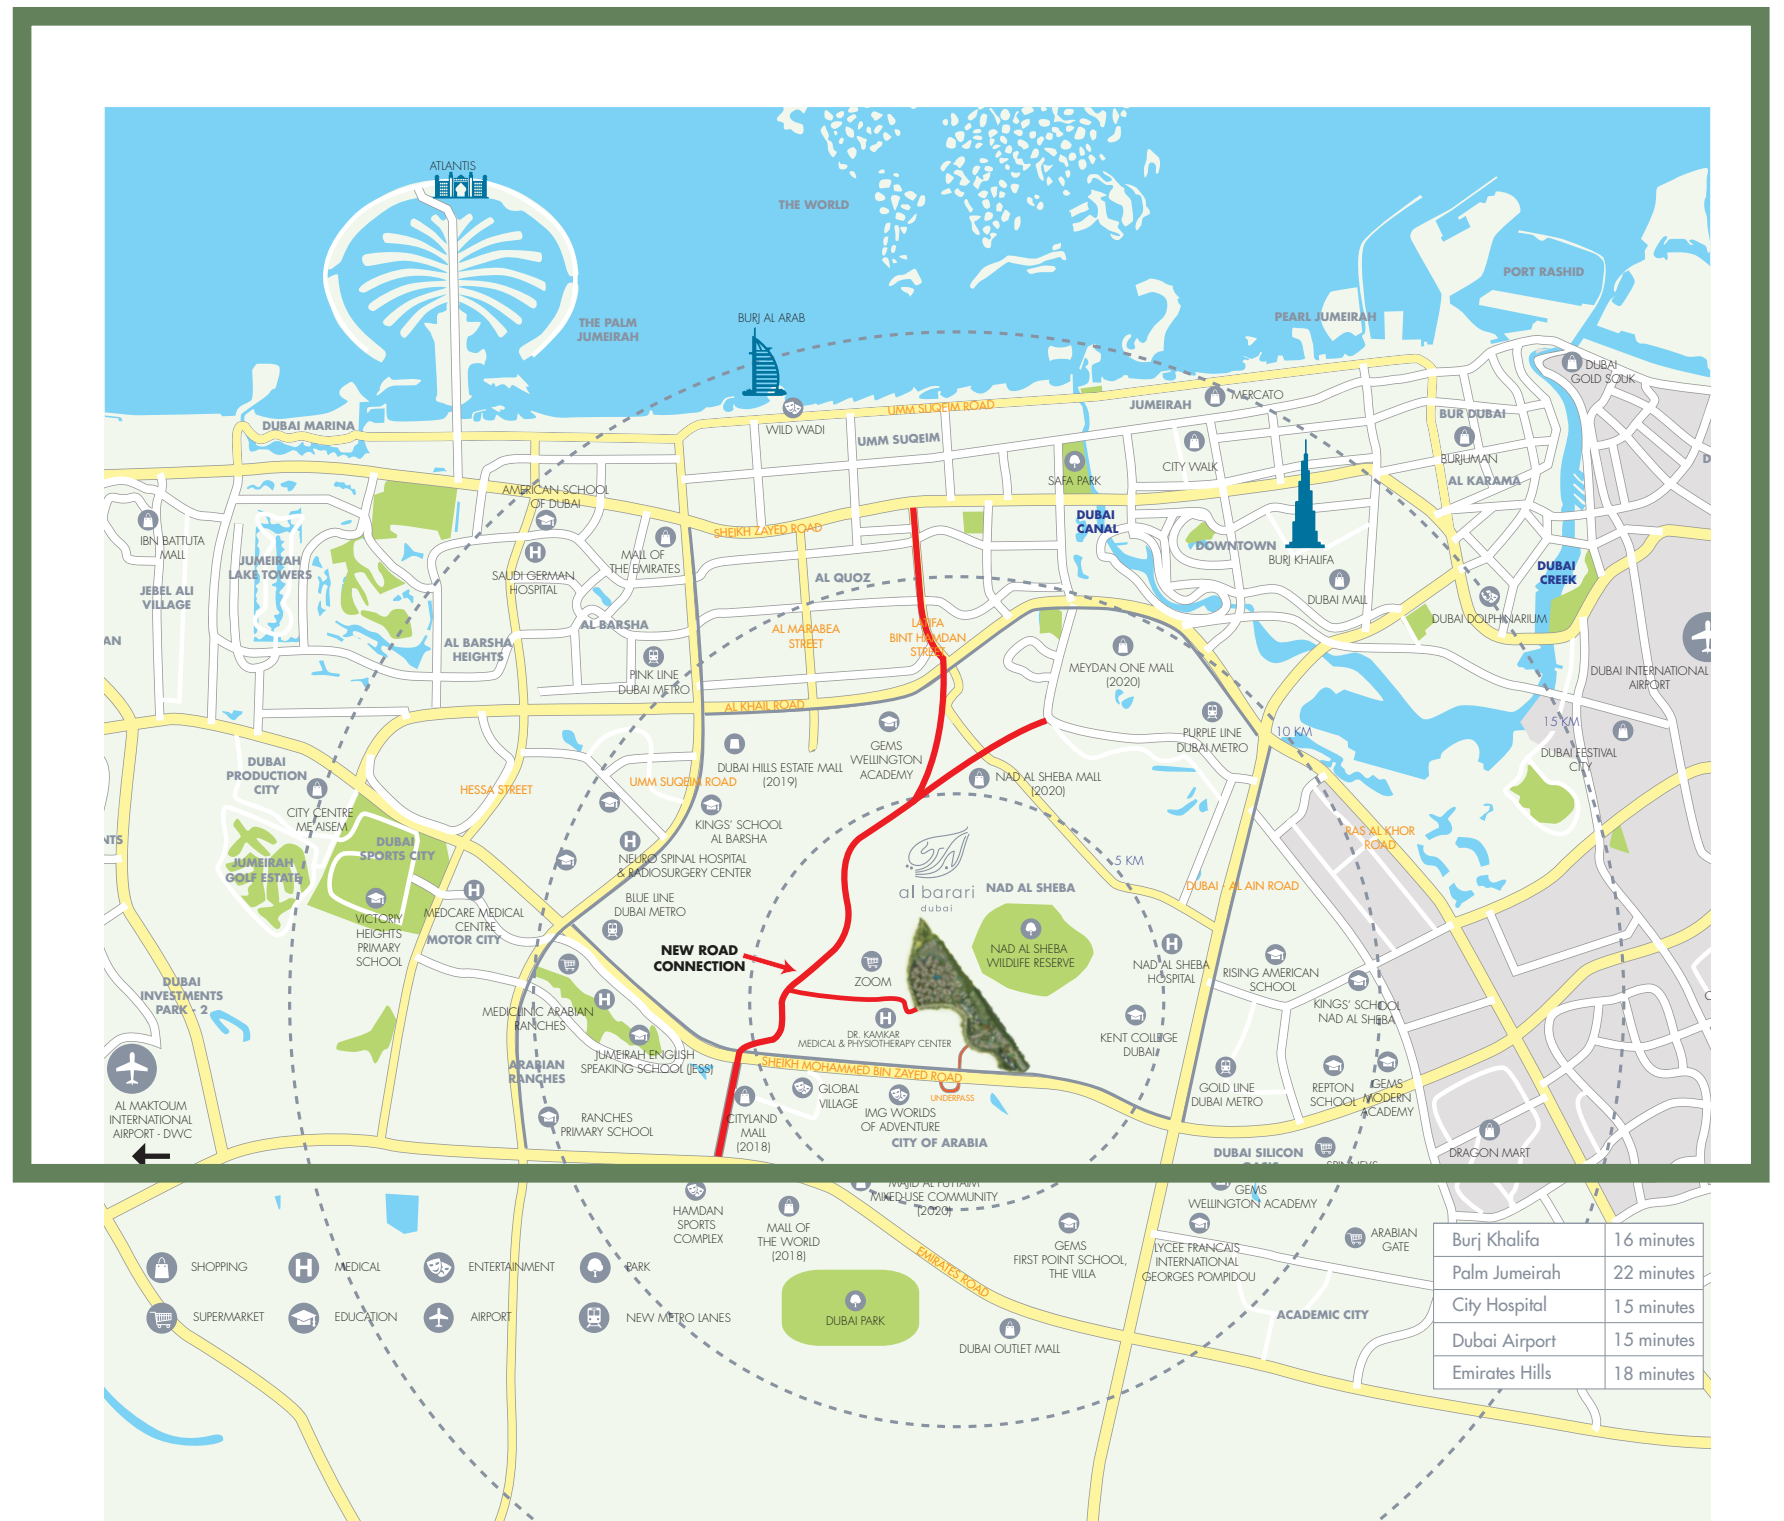 ATLANTIS
THE WORLD
PORT RASHID
THE PALM
JUMEIRAH
BURJ AL ARAB
PEARL JUMEIRAH
DUBAI
GOLD SOUK
MERCATO
JUMEIRAH
UMM SUQEIM ROAD
BUR DUBAI
DUBAI MARINA
WILD WADI
UMM SUQEIM
CITY WALK
BURJUMAN
SAFA PARK
AL KARAMA
AMERICAN SCHOOL
OF DUBAI
SHEIKH ZAYED ROAD
DUBAI
CANAL
IBN BATTUTA
MALL
MALL OF
THE EMIRATES
DOWNTOWN
BURJ KHALIFA
JUMEIRAH
LAKE TOWERS
SAUDI GERMAN
HOSPITAL
AL QUOZ
DUBAI
CREEK
JEBEL ALI
VILLAGE
DUBAI MALL
DUBAI DOLPHINARIUM
AL BARSHA
AL MARABEA
STREET
LATIFA
BINT HAMDAN
STREET
AN
AL BARSHA
HEIGHTS
PINK LINE
DUBAI METRO
MEYDAN ONE MALL
(2020)
DUBAI INTERNATIONAL
AIRPORT
AL KHAIL ROAD
15 KM
10 KM
PURPLE LINE
DUBAI METRO
GEMS
WELLINGTON
ACADEMY
DUBAI FESTIVAL
CITY
DUBAI
PRODUCTION
CITY
DUBAI HILLS ESTATE MALL
(2019)
HESSA STREET
UMM SUQEIM ROAD
NAD AL SHEBA MALL
(2020)
CITY CENTRE
ME'AISEM
KINGS' SCHOOL
AL BARSHA
RAS AL KHOR
ROAD
NTS
DUBAI
SPORTS CITY
JUMEIRAH
GOLF ESTATE
NEURO SPINAL HOSPITAL
& RADIOSURGERY CENTER
5 KM
al barari
dubai
NAD AL SHEBA
DUBAI - AL AIN ROAD
VICTORIY
HEIGHTS
PRIMARY
SCHOOL
MEDCARE MEDICAL
CENTRE
MOTOR CITY
BLUE LINE
DUBAI METRO
NEW ROAD
CONNECTION
NAD AL SHEBA
WILDLIFE RESERVE
ZOOM
NAD AL SHEBA
HOSPITAL
RISING AMERICAN
SCHOOL
DUBAI
INVESTMENTS
PARK - 2
MEDICLINIC ARABIAN
RANCHES
KINGS' SCHOOL
NAD AL SHEBA
DR. KAMKAR
MEDICAL & PHYSIOTHERAPY CENTER
KENT COLLEGE
DUBAI
JUMEIRAH ENGLISH
SPEAKING SCHOOL (JESS)
ARABIAN
RANCHES
SHEIKH MOHAMMED BIN ZAYED ROAD
GOLD LINE
DUBAI METRO
REPTON
SCHOOL
GEMS
MODERN
ACADEMY
GLOBAL
VILLAGE
UNDERPASS
AL MAKTOUM
INTERNATIONAL
AIRPORT - DWC
RANCHES
PRIMARY SCHOOL
CITYLAND
MALL
(2018)
IMG WORLDS
OF ADVENTURE
CITY OF ARABIA
DUBAI SILICON
OASIS
DRAGON MART
SPINNEYS
MAJID AL FUTTAIM
MIXED-USE COMMUNITY
(2020)
GEMS
WELLINGTON ACADEMY
HAMDAN
SPORTS
COMPLEX
MALL OF
THE WORLD
(2018)
GEMS
FIRST POINT SCHOOL,
THE VILLA
LYCEE FRANCAIS
INTERNATIONAL
GEORGES POMPIDOU
ARABIAN
GATE
EMIRATES ROAD
ACADEMIC CITY
DUBAI PARK
DUBAI OUTLET MALL
SHOPPING
MEDICAL
ENTERTAINMENT
PARK
SUPERMARKET
EDUCATION
AIRPORT
NEW METRO LANES
Burj Khalifa 16 minutes
Palm Jumeirah 22 minutes
City Hospital 15 minutes
Dubai Airport 15 minutes
Emirates Hills 18 minutes